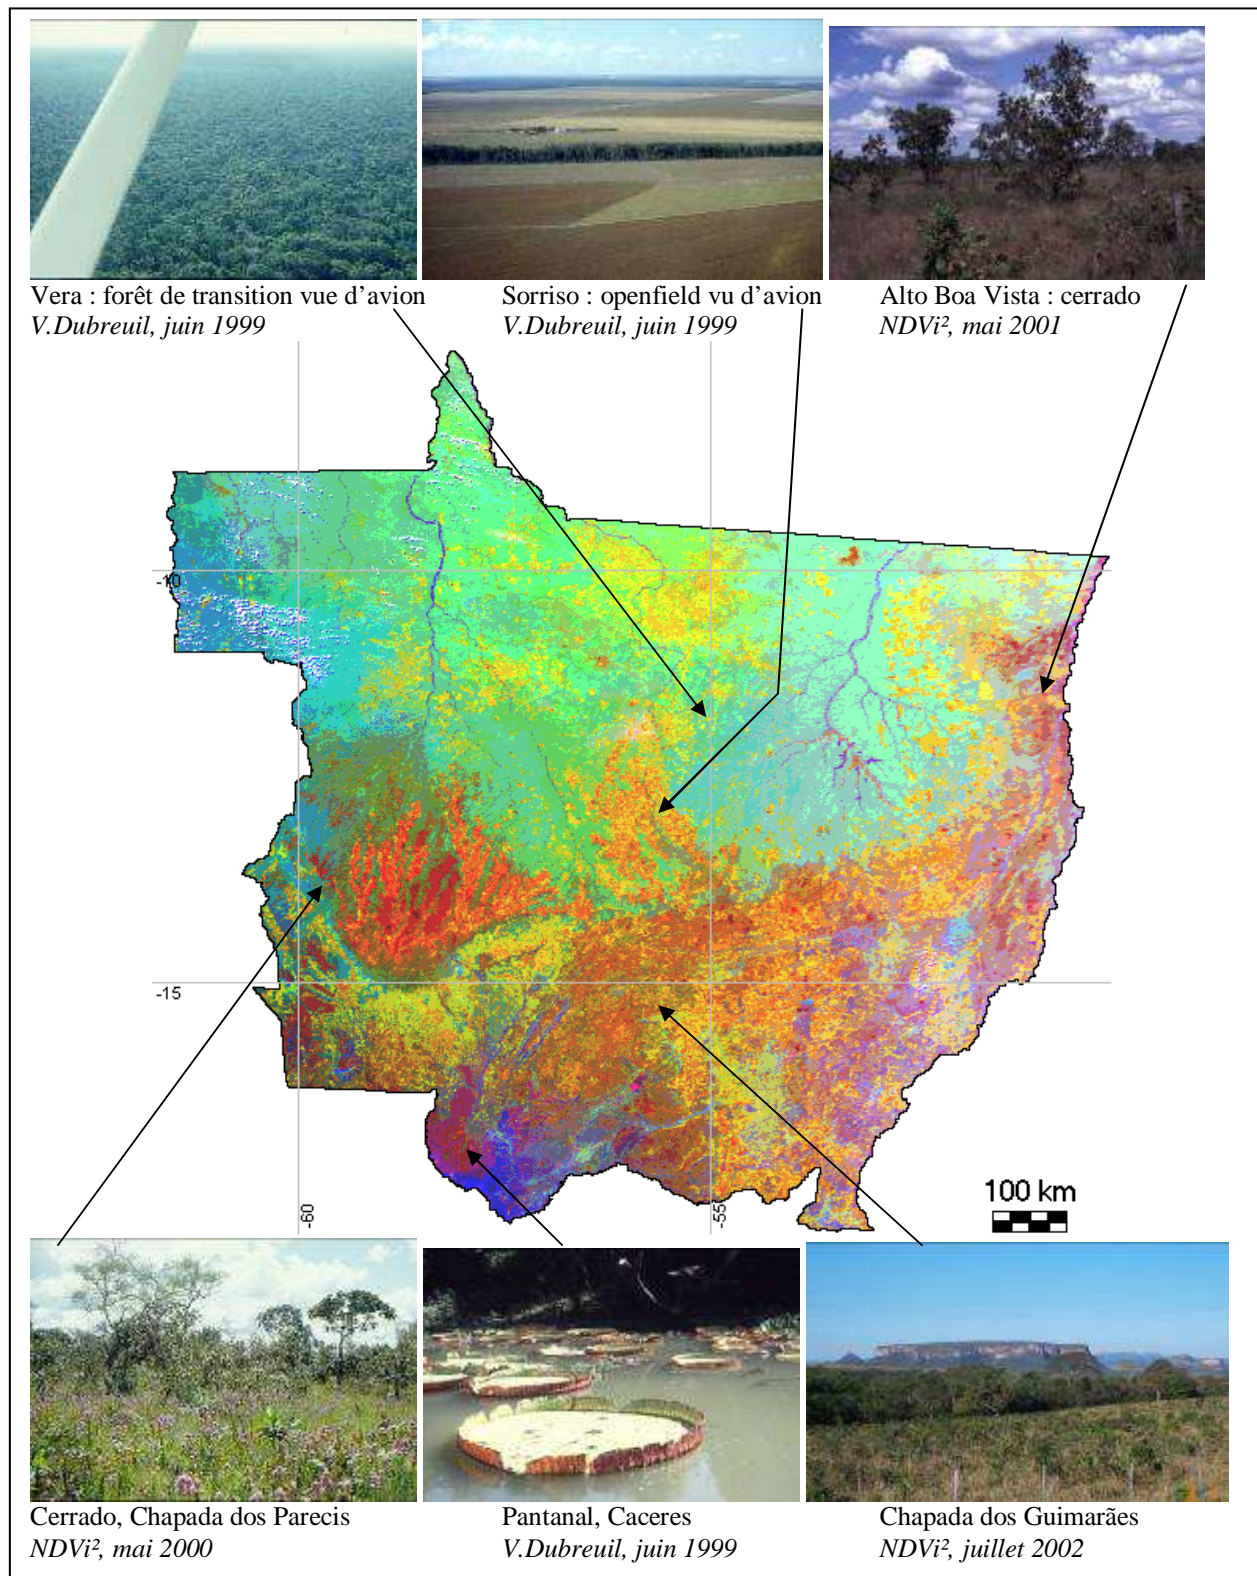 Vera : forêt de transition vue d'avion
V.Dubreuil, juin 1999
Sorriso : openfield vu d'avion
V.Dubreuil, juin 1999
Alto Boa Vista : cerrado
NDVi², mai 2001
-10
-15
-60
-55
100 km
Cerrado, Chapada dos Parecis
NDVi², mai 2000
Pantanal, Caceres
V.Dubreuil, juin 1999
Chapada dos Guimarães
NDVi², juillet 2002